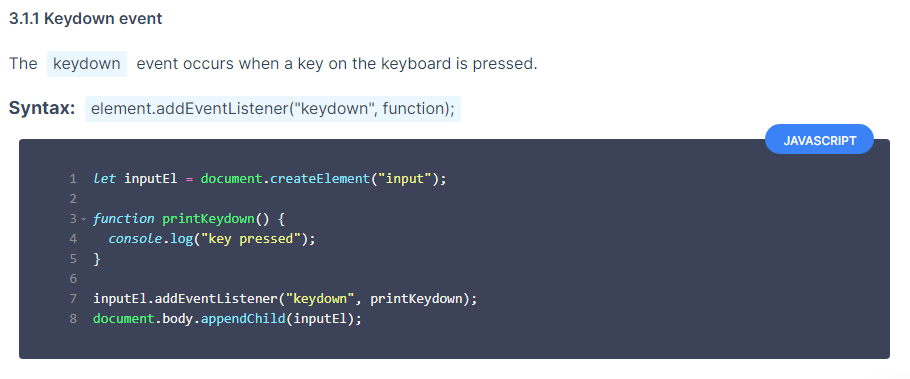 3.1.1 Keydown event
The keydown event occurs when a key on the keyboard is pressed.
Syntax: element.addEventListener("keydown", function);
JAVASCRIPT
1 let inputEl = document.createElement("input");
2
3 function printKeydown() {
4   console.log("key pressed");
5 }
6
7 inputEl.addEventListener("keydown", printKeydown);
8 document.body.appendChild(inputEl);